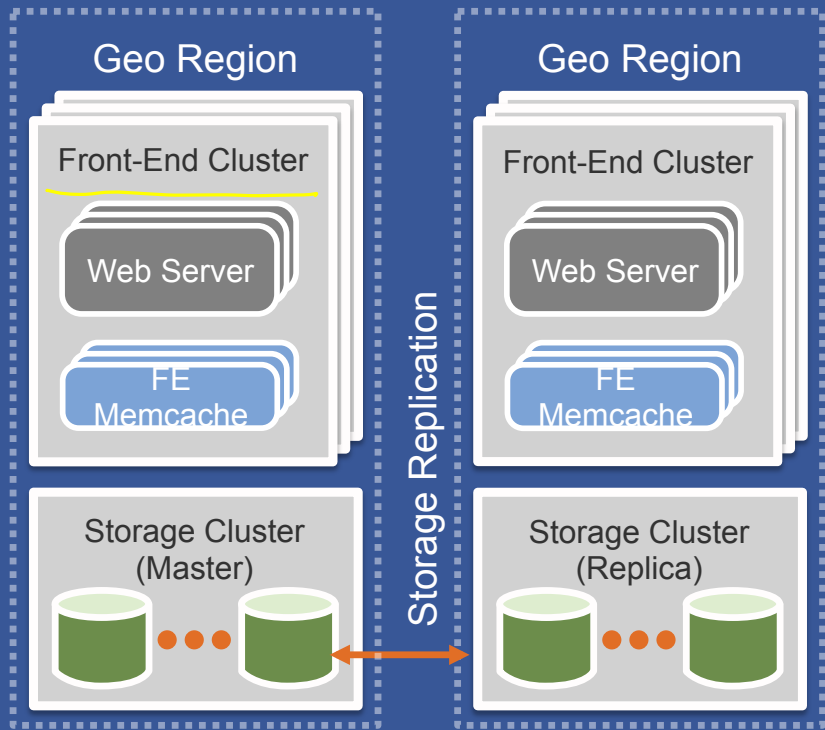 Geo Region
Front-End Cluster
Web Server
FE
Memcache
Storage Cluster
(Master)
Storage Replication
Geo Region
Front-End Cluster
Web Server
FE
Memcache
Storage Cluster
(Replica)